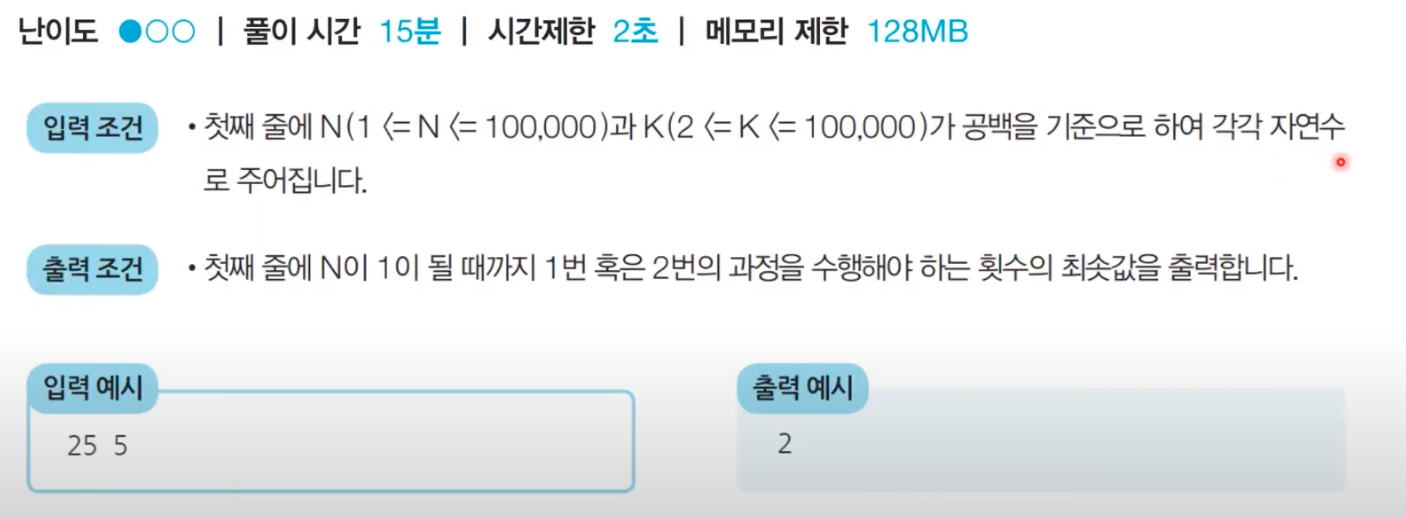 난이도 ●○○ | 풀이 시간 15분 | 시간제한 2초 | 메모리 제한 128MB
입력 조건 • 첫째 줄에 N(1 <= N <= 100,000)과 K(2 <= K <= 100,000)가 공백을 기준으로 하여 각각 자연수
로 주어집니다.
출력 조건 • 첫째 줄에 N이 1이 될 때까지 1번 혹은 2번의 과정을 수행해야 하는 횟수의 최솟값을 출력합니다.
입력 예시
25 5
출력 예시
2